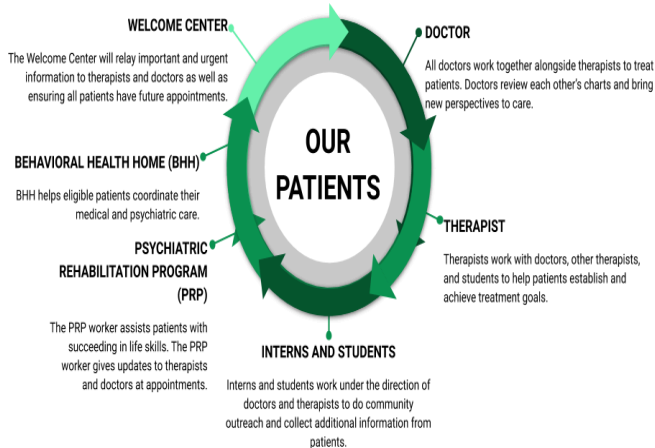 WELCOME CENTER
The Welcome Center will relay important and urgent
information to therapists and doctors as well as
ensuring all patients have future appointments.
DOCTOR
All doctors work together alongside therapists to treat
patients. Doctors review each other's charts and bring
new perspectives to care.
OUR
PATIENTS
BEHAVIORAL HEALTH HOME (BHH)
BHH helps eligible patients coordinate their
medical and psychiatric care.
THERAPIST
Therapists work with doctors, other therapists,
and students to help patients establish and
achieve treatment goals.
PSYCHIATRIC
REHABILITATION PROGRAM
(PRP)
The PRP worker assists patients with
succeeding in life skills. The PRP
worker gives updates to therapists
and doctors at appointments.
INTERNS AND STUDENTS
Interns and students work under the direction of
doctors and therapists to do community
outreach and collect additional information from
patients.